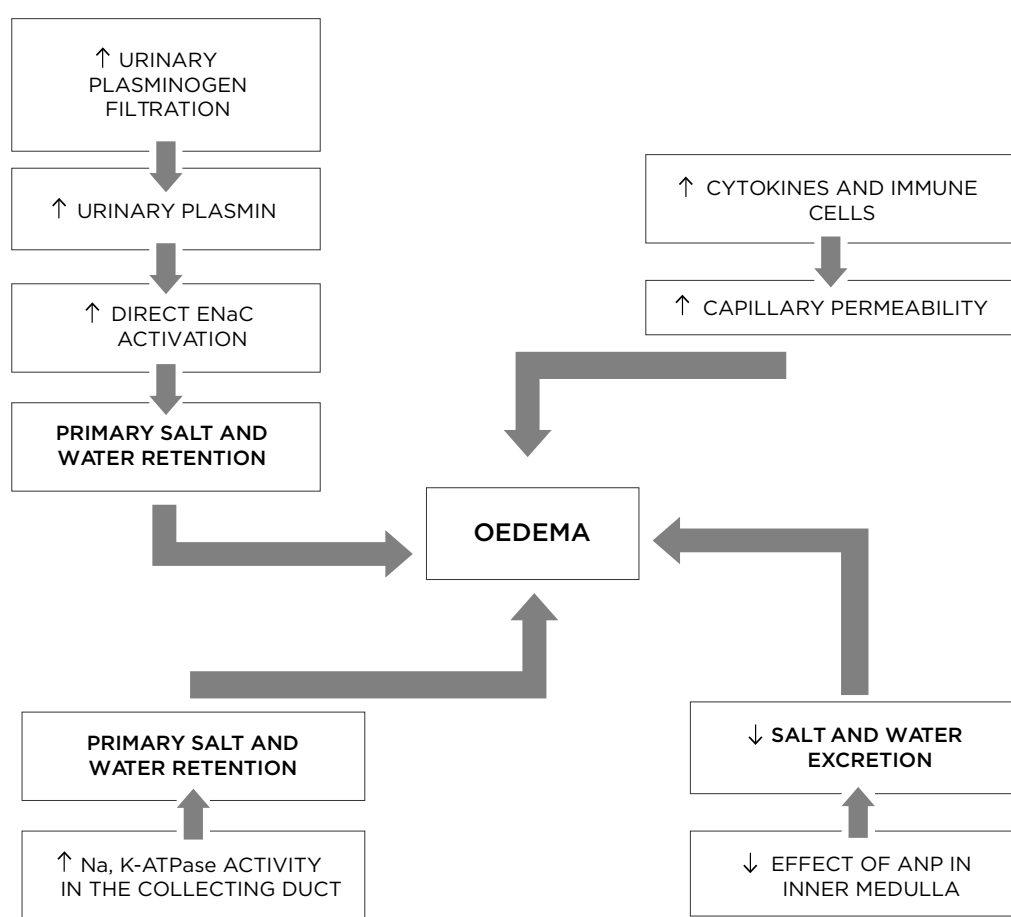 ↑ URINARY
PLASMINOGEN
FILTRATION
↑ URINARY PLASMIN
↑ DIRECT ENaC
ACTIVATION
PRIMARY SALT AND
WATER RETENTION
↑ CYTOKINES AND IMMUNE
CELLS
↑ CAPILLARY PERMEABILITY
OEDEMA
PRIMARY SALT AND
WATER RETENTION
↑ Na, K-ATPase ACTIVITY
IN THE COLLECTING DUCT
↓ SALT AND WATER
EXCRETION
↓ EFFECT OF ANP IN
INNER MEDULLA